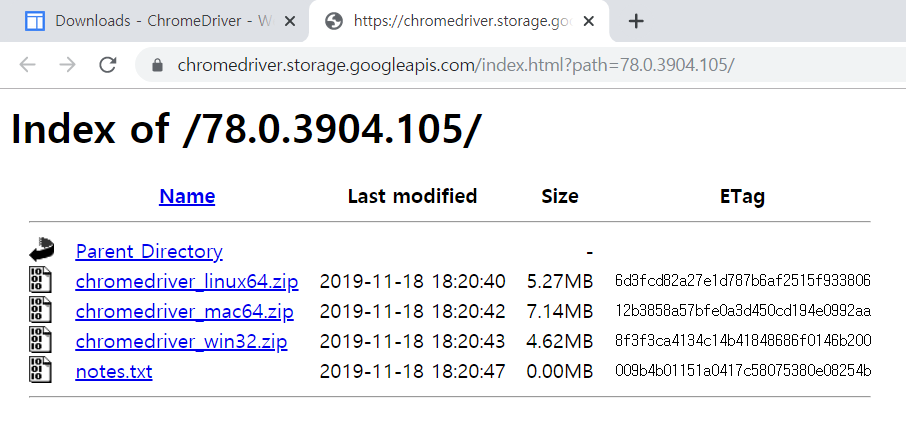 Downloads - ChromeDriver - W
https://chromedriver.storage.goo
chromedriver.storage.googleapis.com/index.html?path=78.0.3904.105/
Index of /78.0.3904.105/
Name Last modified Size ETag
Parent Directory -
chromedriver_linux64.zip 2019-11-18 18:20:40 5.27MB 6d3fcd82a27e1d787b6af2515f933806
chromedriver_mac64.zip 2019-11-18 18:20:42 7.14MB 12b3858a57bfe0a3d450cd194e0992aa
chromedriver_win32.zip 2019-11-18 18:20:43 4.62MB 8f3f3ca4134c14b41848686f0146b200
notes.txt 2019-11-18 18:20:47 0.00MB 009b4b01151a0417c58075380e08254b